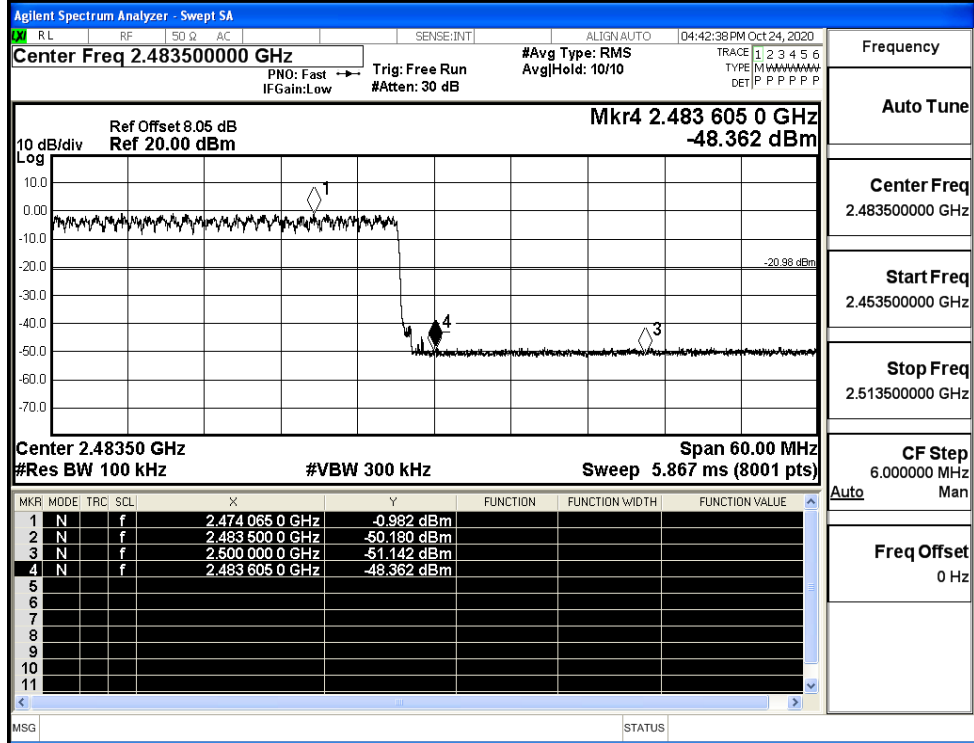 Agilent Spectrum Analyzer - Swept SA
LXI RL RF 50 Ω AC SENSE:INT ALIGN AUTO 04:42:38 PM Oct 24, 2020
Center Freq 2.483500000 GHz
PNO: Fast
IFGain:Low
Trig: Free Run
#Atten: 30 dB
#Avg Type: RMS
Avg|Hold: 10/10
TRACE 1 2 3 4 5 6
TYPE M W W W W W
DET P P P P P P
Frequency
Auto Tune
Center Freq
2.483500000 GHz
Start Freq
2.453500000 GHz
Stop Freq
2.513500000 GHz
CF Step
6.000000 MHz
Auto Man
Freq Offset
0 Hz
Mkr4 2.483 605 0 GHz
-48.362 dBm
Ref Offset 8.05 dB
10 dB/div Ref 20.00 dBm
Log
10.0
0.00
-10.0
-20.0
-30.0
-40.0
-50.0
-60.0
-70.0
1
-20.98 dBm
4
3
Center 2.48350 GHz Span 60.00 MHz
#Res BW 100 kHz #VBW 300 kHz Sweep 5.867 ms (8001 pts)
MKR MODE TRC SCL X Y FUNCTION FUNCTION WIDTH FUNCTION VALUE
1 N f 2.474 065 0 GHz -0.982 dBm
2 N f 2.483 500 0 GHz -50.180 dBm
3 N f 2.500 000 0 GHz -51.142 dBm
4 N f 2.483 605 0 GHz -48.362 dBm
5
6
7
8
9
10
11
MSG STATUS